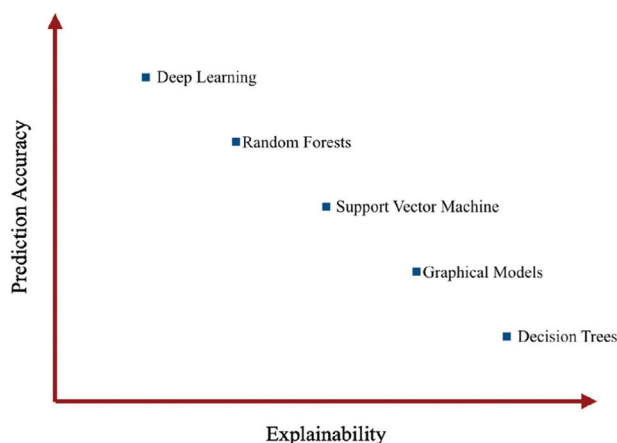 Deep Learning
Random Forests
Support Vector Machine
Graphical Models
Decision Trees
Prediction Accuracy
Explainability